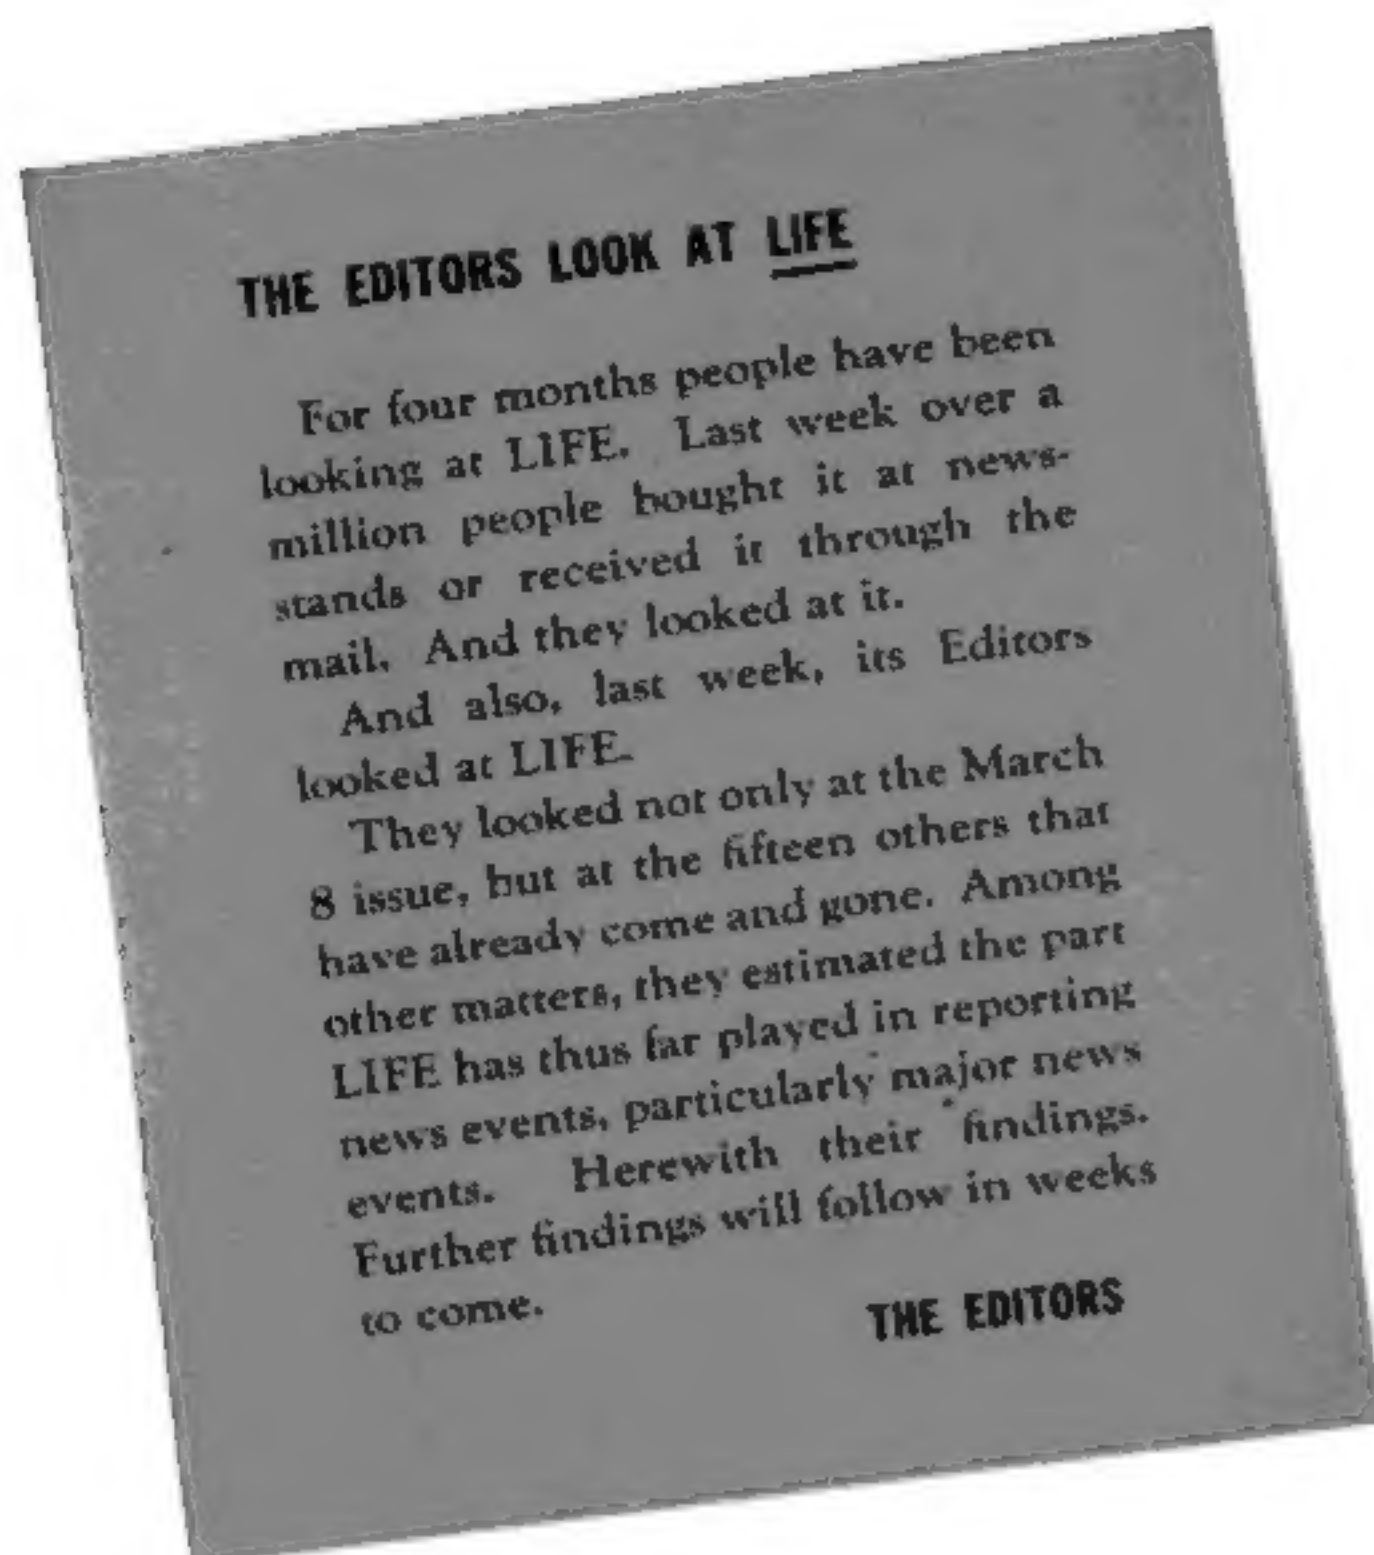 THE EDITORS LOOK AT LIFE
For four months people have been
looking at LIFE. Last week over a
million people bought it at news-
stands or received it through the
mail. And they looked at it.
And also, last week, its Editors
looked at LIFE.
They looked not only at the March
8 issue, but at the fifteen others that
have already come and gone. Among
other matters, they estimated the part
LIFE has thus far played in reporting
news events, particularly major news
events. Herewith their findings.
Further findings will follow in weeks
to come.
THE EDITORS